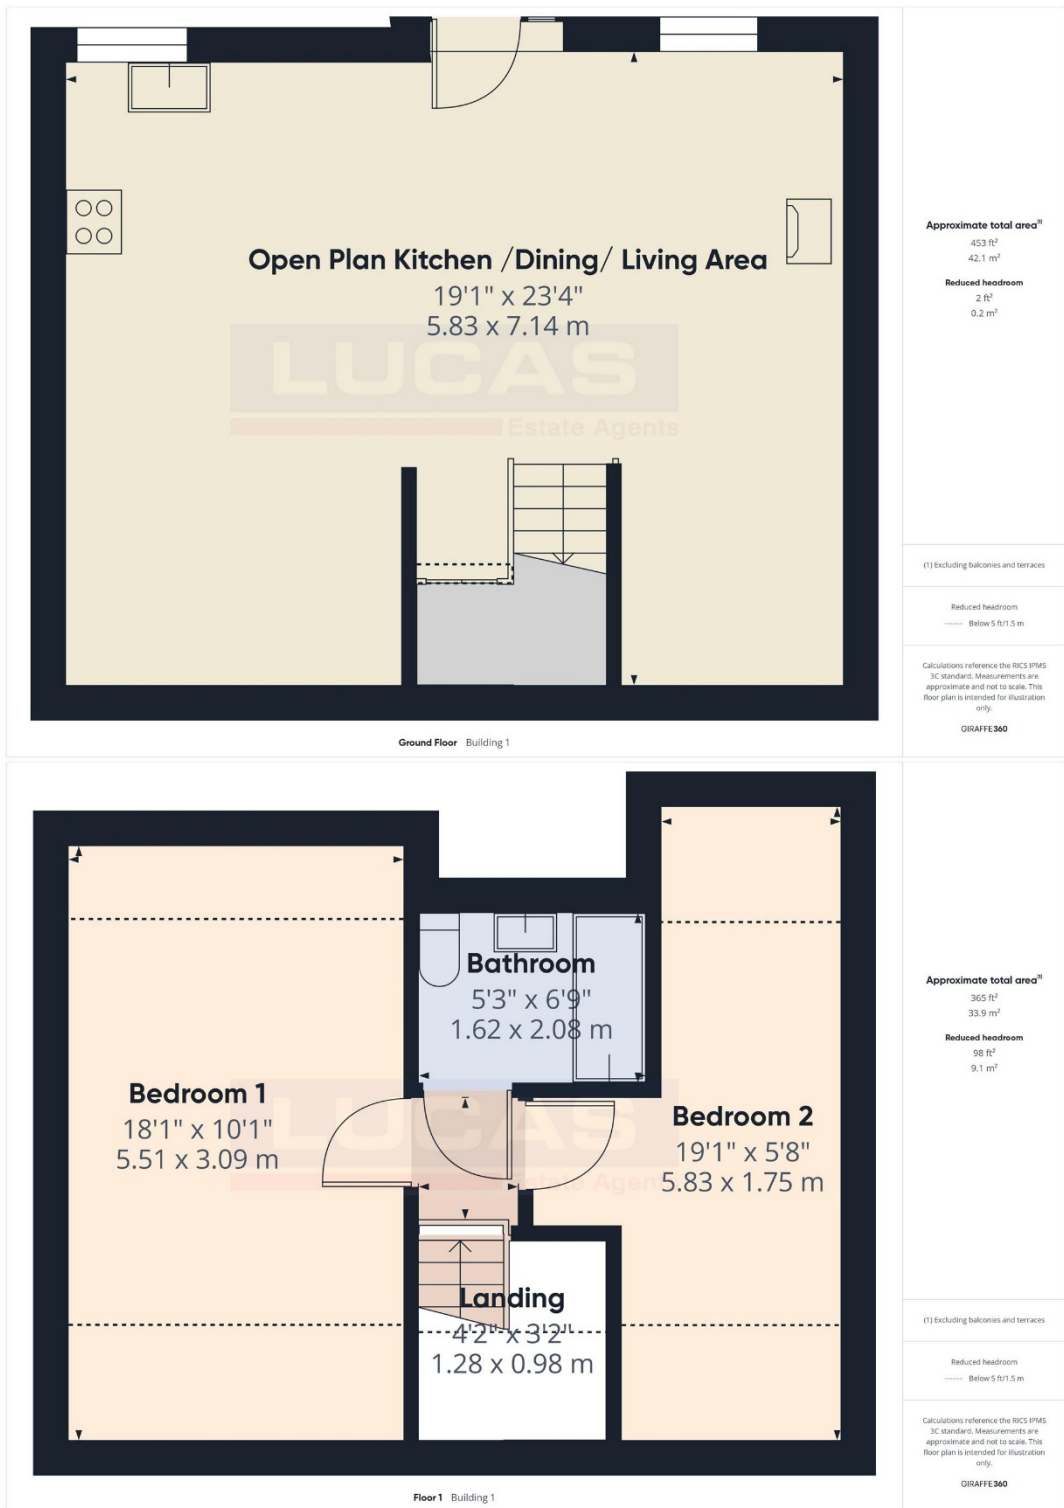 Open Plan Kitchen /Dining/ Living Area
19'1" x 23'4"
5.83 x 7.14 m
LUCAS
Estate Agents
Ground Floor Building 1
Approximate total area(1)
453 ft²
42.1 m²
Reduced headroom
2 ft²
0.2 m²
(1) Excluding balconies and terraces
Reduced headroom
Below 5 ft/1.5 m
Calculations reference the RICS IPMS
3C standard. Measurements are
approximate and not to scale. This
floor plan is intended for illustration
only.
GIRAFFE360
Bathroom
5'3" x 6'9"
1.62 x 2.08 m
Bedroom 1
18'1" x 10'1"
5.51 x 3.09 m
Bedroom 2
19'1" x 5'8"
5.83 x 1.75 m
LUCAS
Estate Agents
Landing
4'2" x 3'2"
1.28 x 0.98 m
Floor 1 Building 1
Approximate total area(1)
365 ft²
33.9 m²
Reduced headroom
98 ft²
9.1 m²
(1) Excluding balconies and terraces
Reduced headroom
Below 5 ft/1.5 m
Calculations reference the RICS IPMS
3C standard. Measurements are
approximate and not to scale. This
floor plan is intended for illustration
only.
GIRAFFE360